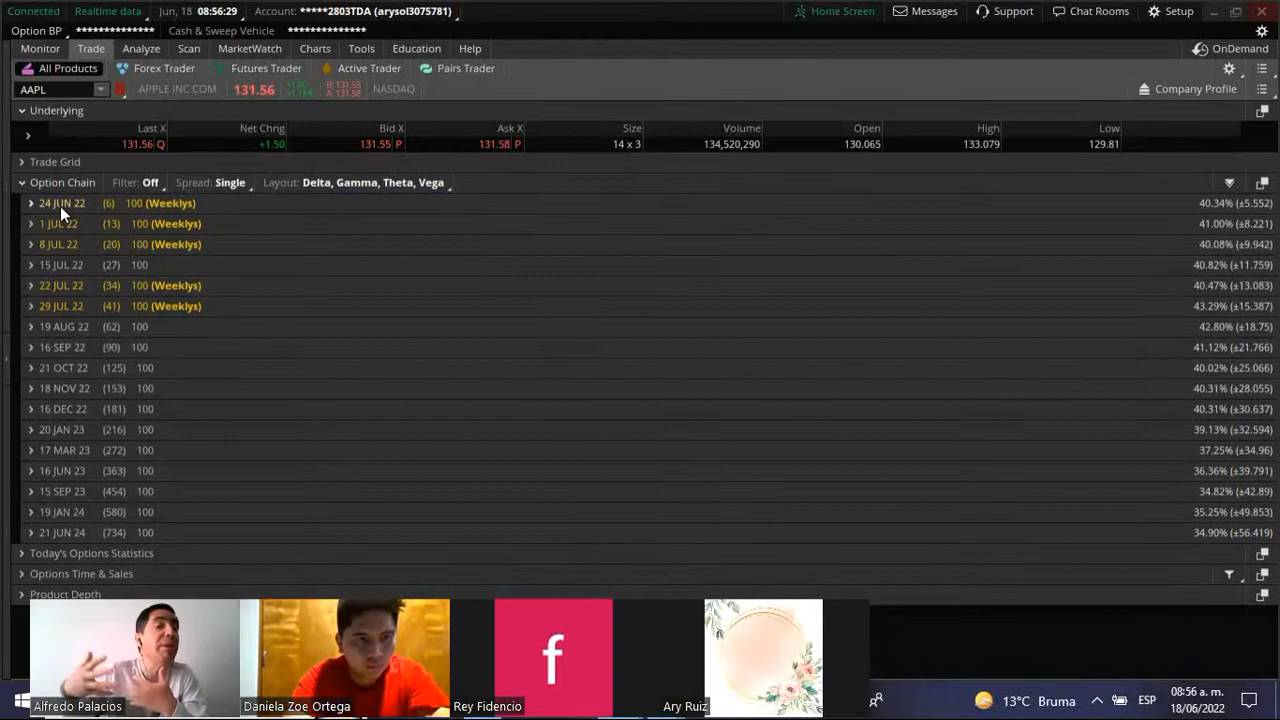 Connected Realtime data Jun, 18 08:56:29 Account: *****2803TDA (arysol3075781) Home Screen Messages Support Chat Rooms Setup
Option BP ************** Cash & Sweep Vehicle **************
Monitor Trade Analyze Scan MarketWatch Charts Tools Education Help OnDemand
All Products Forex Trader Futures Trader Active Trader Pairs Trader
AAPL APPLE INC COM 131.56 +1.50 +1.15% B: 131.55 A: 131.58 NASDAQ Company Profile
Underlying
Last X Net Chng Bid X Ask X Size Volume Open High Low
131.56 Q +1.50 131.55 P 131.58 P 14 x 3 134,520,290 130.065 133.079 129.81
Trade Grid
Option Chain Filter: Off Spread: Single Layout: Delta, Gamma, Theta, Vega
24 JUN 22 (6) 100 (Weeklys) 40.34% (±5.552)
1 JUL 22 (13) 100 (Weeklys) 41.00% (±8.221)
8 JUL 22 (20) 100 (Weeklys) 40.08% (±9.942)
15 JUL 22 (27) 100 40.82% (±11.759)
22 JUL 22 (34) 100 (Weeklys) 40.47% (±13.083)
29 JUL 22 (41) 100 (Weeklys) 43.29% (±15.387)
19 AUG 22 (62) 100 42.80% (±18.75)
16 SEP 22 (90) 100 41.12% (±21.766)
21 OCT 22 (125) 100 40.02% (±25.066)
18 NOV 22 (153) 100 40.31% (±28.055)
16 DEC 22 (181) 100 40.31% (±30.637)
20 JAN 23 (216) 100 39.13% (±32.594)
17 MAR 23 (272) 100 37.25% (±34.96)
16 JUN 23 (363) 100 36.36% (±39.791)
15 SEP 23 (454) 100 34.82% (±42.89)
19 JAN 24 (580) 100 35.25% (±49.853)
21 JUN 24 (734) 100 34.90% (±56.419)
Today's Options Statistics
Options Time & Sales
Product Depth
f
Alfredo Palacios Daniela Zoe Ortega Rey Fidencio Ary Ruiz
13°C Bruma ESP 08:56 a. m.
18/06/2022